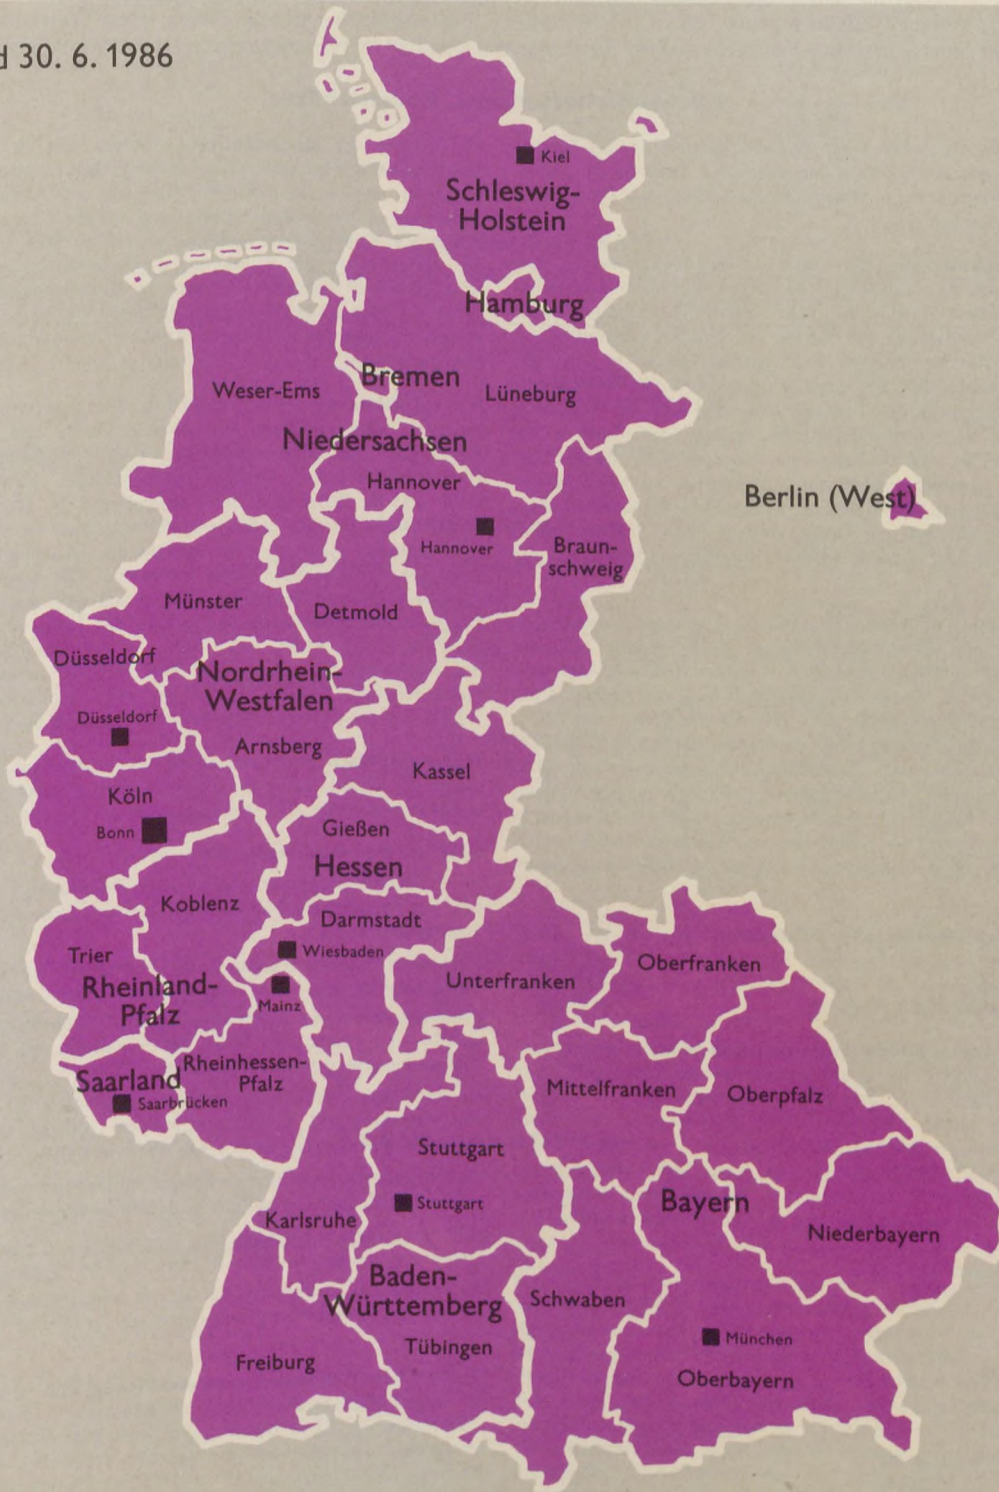 30. 6. 1986
Kiel
Schleswig-
Holstein
Hamburg
Bremen
Weser-Ems
Lüneburg
Niedersachsen
Hannover
Berlin (West)
Hannover
Braun-
schweig
Münster
Detmold
Düsseldorf
Nordrhein-
Westfalen
Düsseldorf
Arnsberg
Kassel
Köln
Bonn
Gießen
Hessen
Koblenz
Darmstadt
Wiesbaden
Trier
Unterfranken
Oberfranken
Rheinland-
Pfalz
Mainz
Rheinhessen-
Pfalz
Saarland
Saarbrücken
Mittelfranken
Oberpfalz
Stuttgart
Stuttgart
Bayern
Karlsruhe
Niederbayern
Baden-
Württemberg
Schwaben
München
Tübingen
Freiburg
Oberbayern